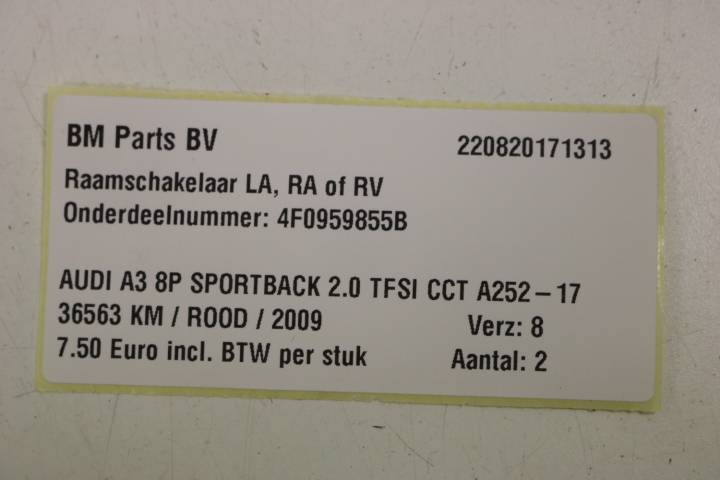 BM Parts BV 220820171313
Raamschakelaar LA, RA of RV
Onderdeelnummer: 4F0959855B
AUDI A3 8P SPORTBACK 2.0 TFSI CCT A252-17
36563 KM / ROOD / 2009 Verz: 8
7.50 Euro incl. BTW per stuk Aantal: 2